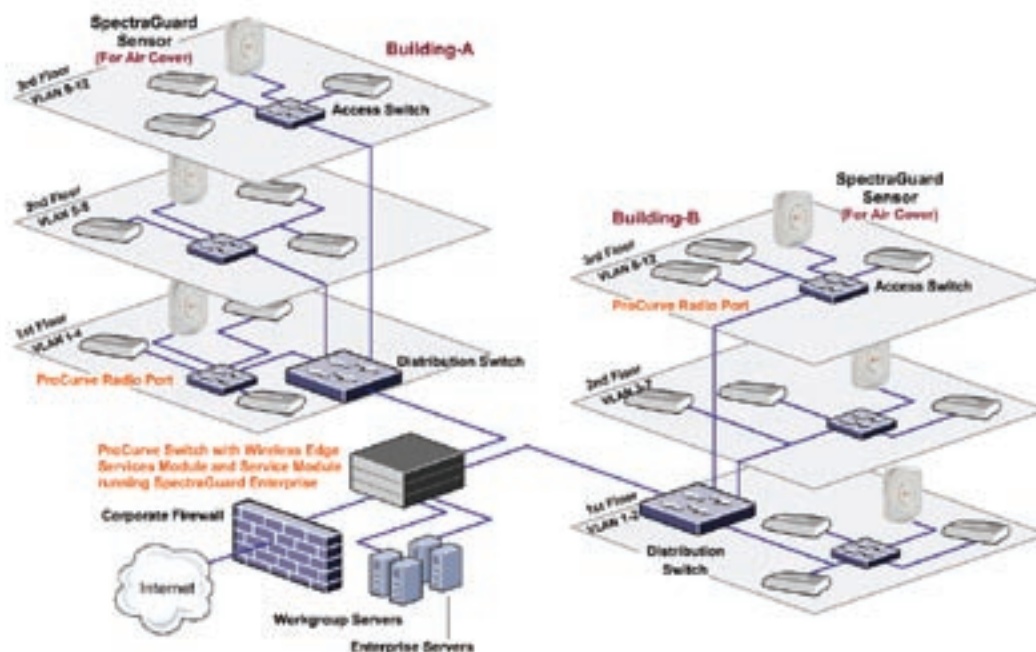 SpectraGuard
Sensor
(For Air Cover)
Building-A
3rd Floor
VLAN 8-12
Access Switch
2nd Floor
VLAN 5-8
1st Floor
VLAN 1-4
Distribution Switch
ProCurve Radio Port
SpectraGuard
Sensor
(For Air Cover)
Building-B
3rd Floor
VLAN 8-12
Access Switch
ProCurve Radio Port
2nd Floor
VLAN 3-7
1st Floor
VLAN 1-2
Distribution
Switch
ProCurve Switch with Wireless Edge
Services Module and Service Module
running SpectraGuard Enterprise
Corporate Firewall
Internet
Workgroup Servers
Enterprise Servers